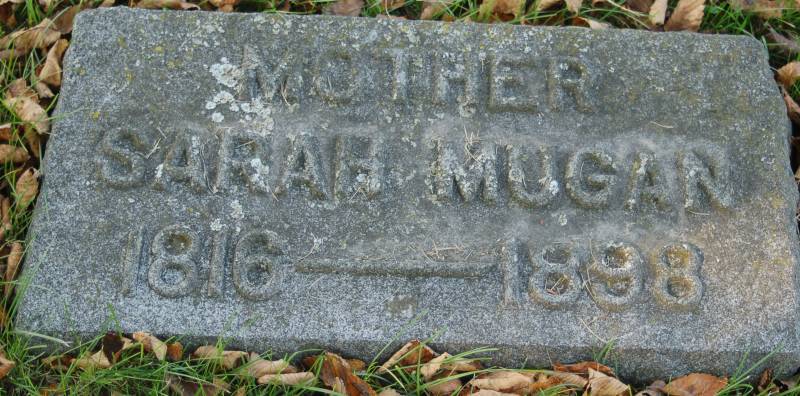 MOTHER
SARAH MUGAN
1816 — 1898